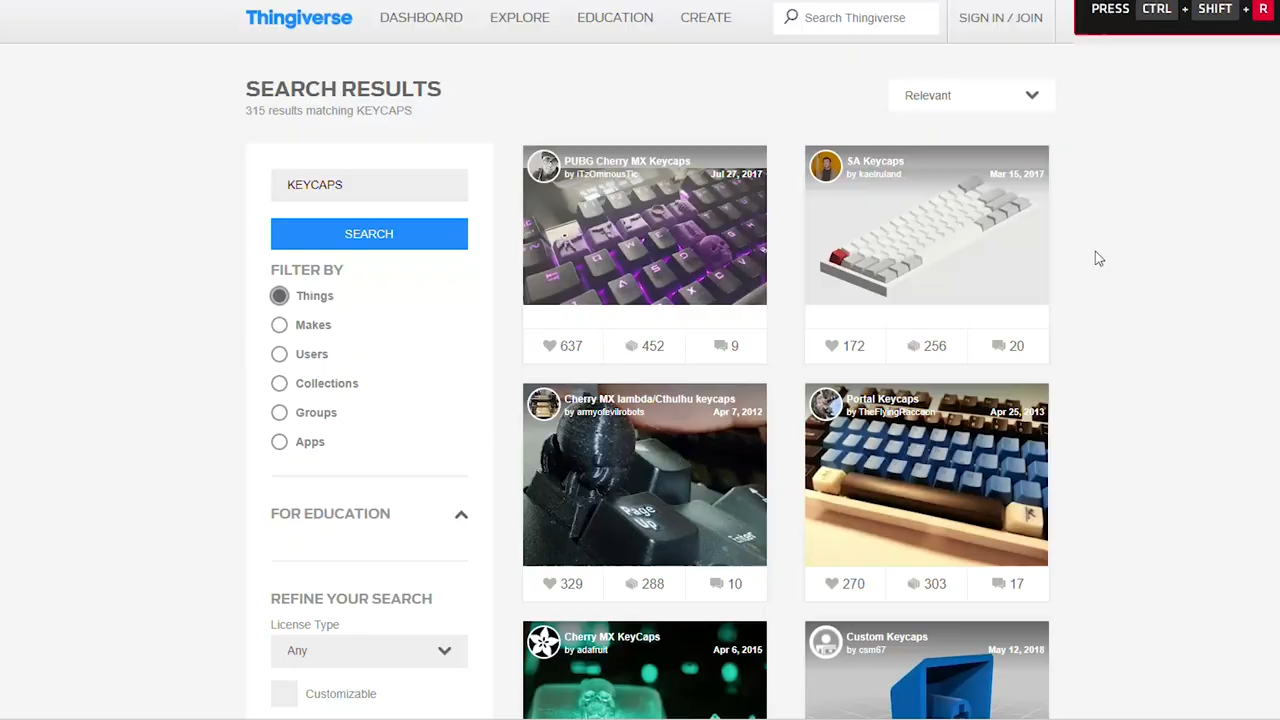 Thingiverse DASHBOARD EXPLORE EDUCATION CREATE Search Thingiverse SIGN IN / JOIN
PRESS CTRL + SHIFT + R
SEARCH RESULTS
315 results matching KEYCAPS
Relevant
KEYCAPS
SEARCH
FILTER BY
Things
Makes
Users
Collections
Groups
Apps
FOR EDUCATION
REFINE YOUR SEARCH
License Type
Any
Customizable
PUBG Cherry MX Keycaps
by iTzOminousTic Jul 27, 2017
637 452 9
SA Keycaps
by kaelruland Mar 15, 2017
172 256 20
Cherry MX lambda/Cthulhu keycaps
by armyofevilrobots Apr 7, 2012
Page
Up
Enter
329 288 10
Portal Keycaps
by TheFlyingRaccoon Apr 25, 2013
270 303 17
Cherry MX KeyCaps
by adafruit Apr 6, 2015
Custom Keycaps
by csm67 May 12, 2018